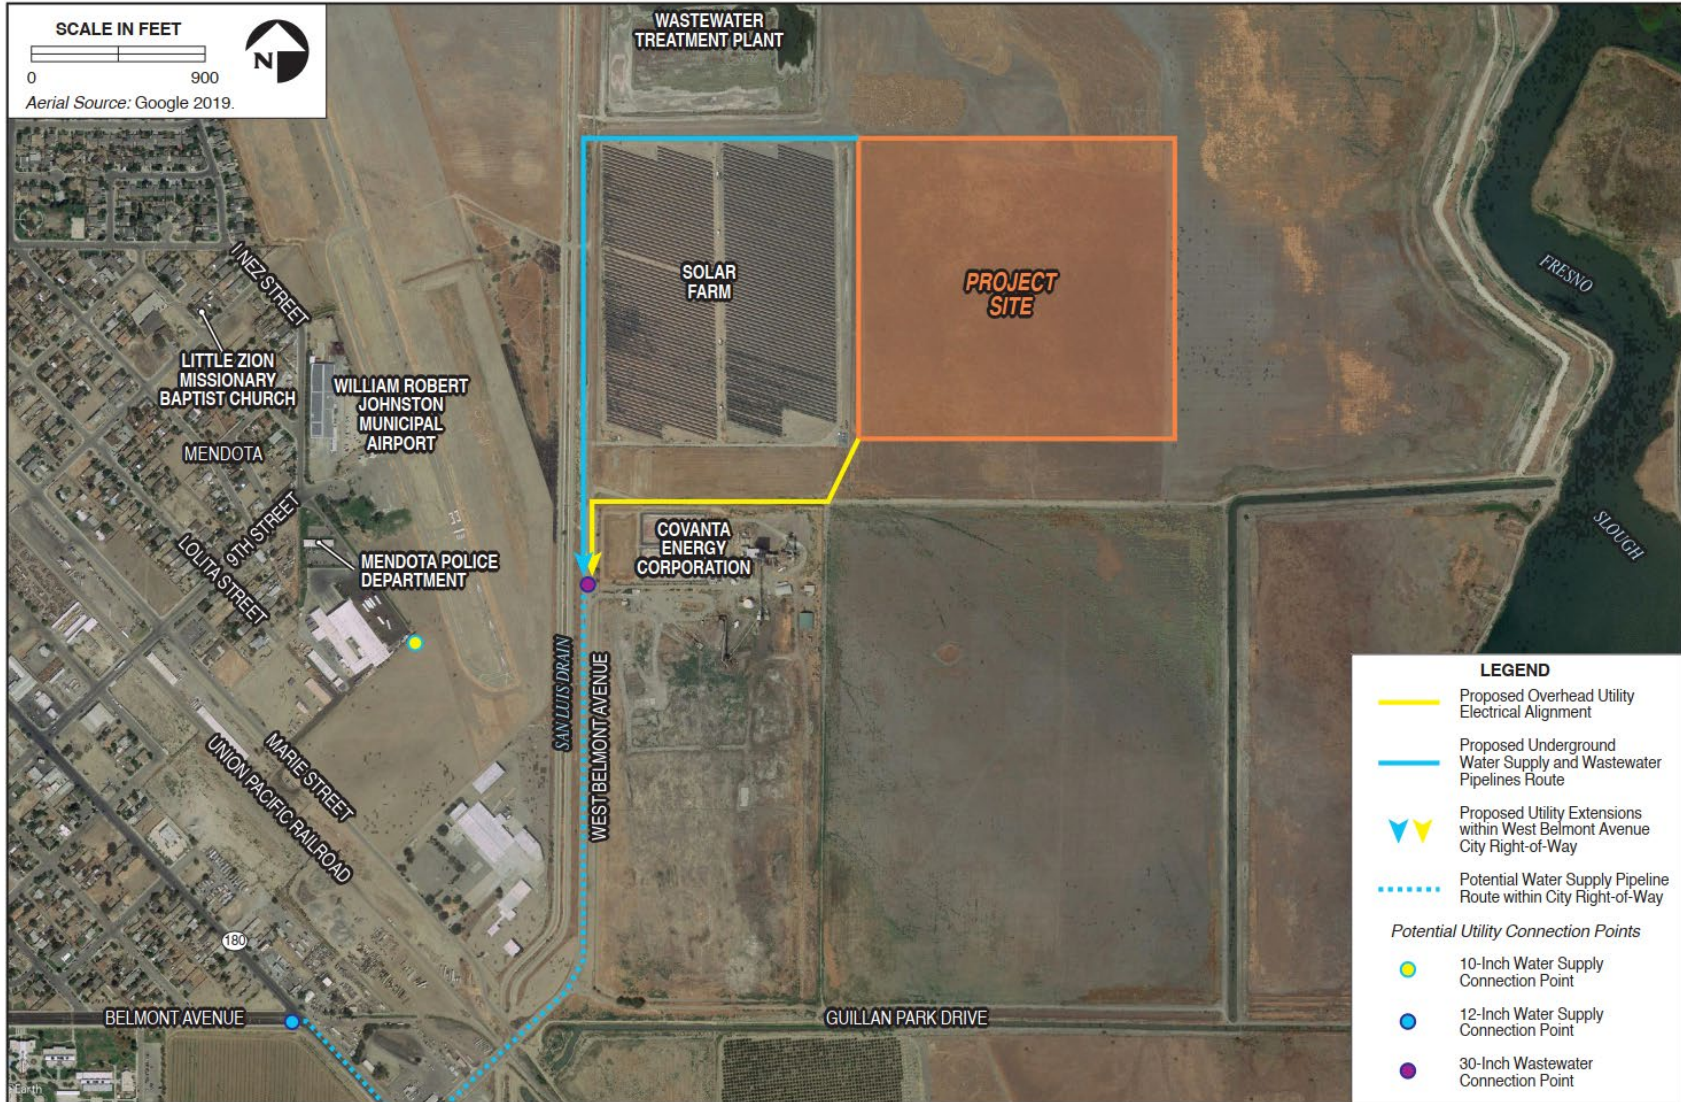 SCALE IN FEET
0
900
N
Aerial Source: Google 2019.
WASTEWATER
TREATMENT PLANT
SOLAR
FARM
PROJECT
SITE
FRESNO
SLOUGH
INEZ STREET
LITTLE ZION
MISSIONARY
BAPTIST CHURCH
WILLIAM ROBERT
JOHNSTON
MUNICIPAL
AIRPORT
MENDOTA
9TH STREET
LOLITA STREET
MENDOTA POLICE
DEPARTMENT
COVANTA
ENERGY
CORPORATION
SAN LUIS DRAIN
WEST BELMONT AVENUE
MARIE STREET
UNION PACIFIC RAILROAD
180
BELMONT AVENUE
GUILLAN PARK DRIVE
Earth
LEGEND
Proposed Overhead Utility
Electrical Alignment
Proposed Underground
Water Supply and Wastewater
Pipelines Route
Proposed Utility Extensions
within West Belmont Avenue
City Right-of-Way
Potential Water Supply Pipeline
Route within City Right-of-Way
Potential Utility Connection Points
10-Inch Water Supply
Connection Point
12-Inch Water Supply
Connection Point
30-Inch Wastewater
Connection Point